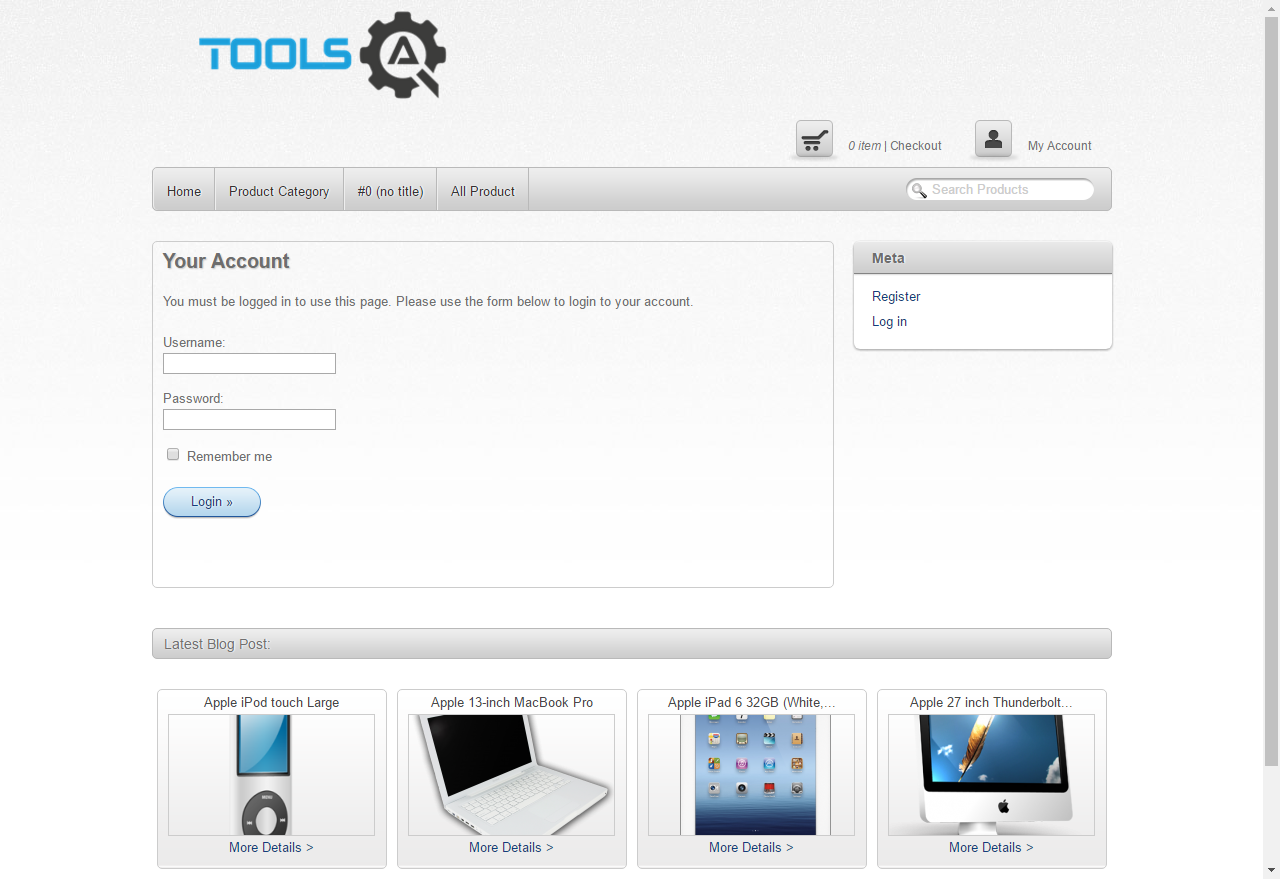 TOOLS QA
0 item | Checkout
My Account
Home
Product Category
#0 (no title)
All Product
Search Products
Your Account
You must be logged in to use this page. Please use the form below to login to your account.
Username:
Password:
Remember me
Login »
Meta
Register
Log in
Latest Blog Post:
Apple iPod touch Large
Apple 13-inch MacBook Pro
Apple iPad 6 32GB (White,...
Apple 27 inch Thunderbolt...
MENU
More Details >
More Details >
More Details >
More Details >